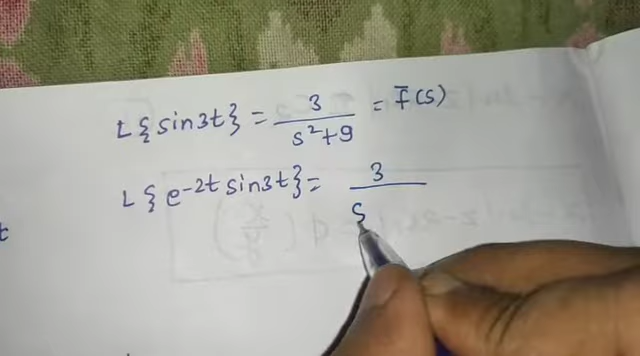 L{sin3t} = 3/(s²+9) = f̄(s)
L{e-2t sin3t} = 3/s
t